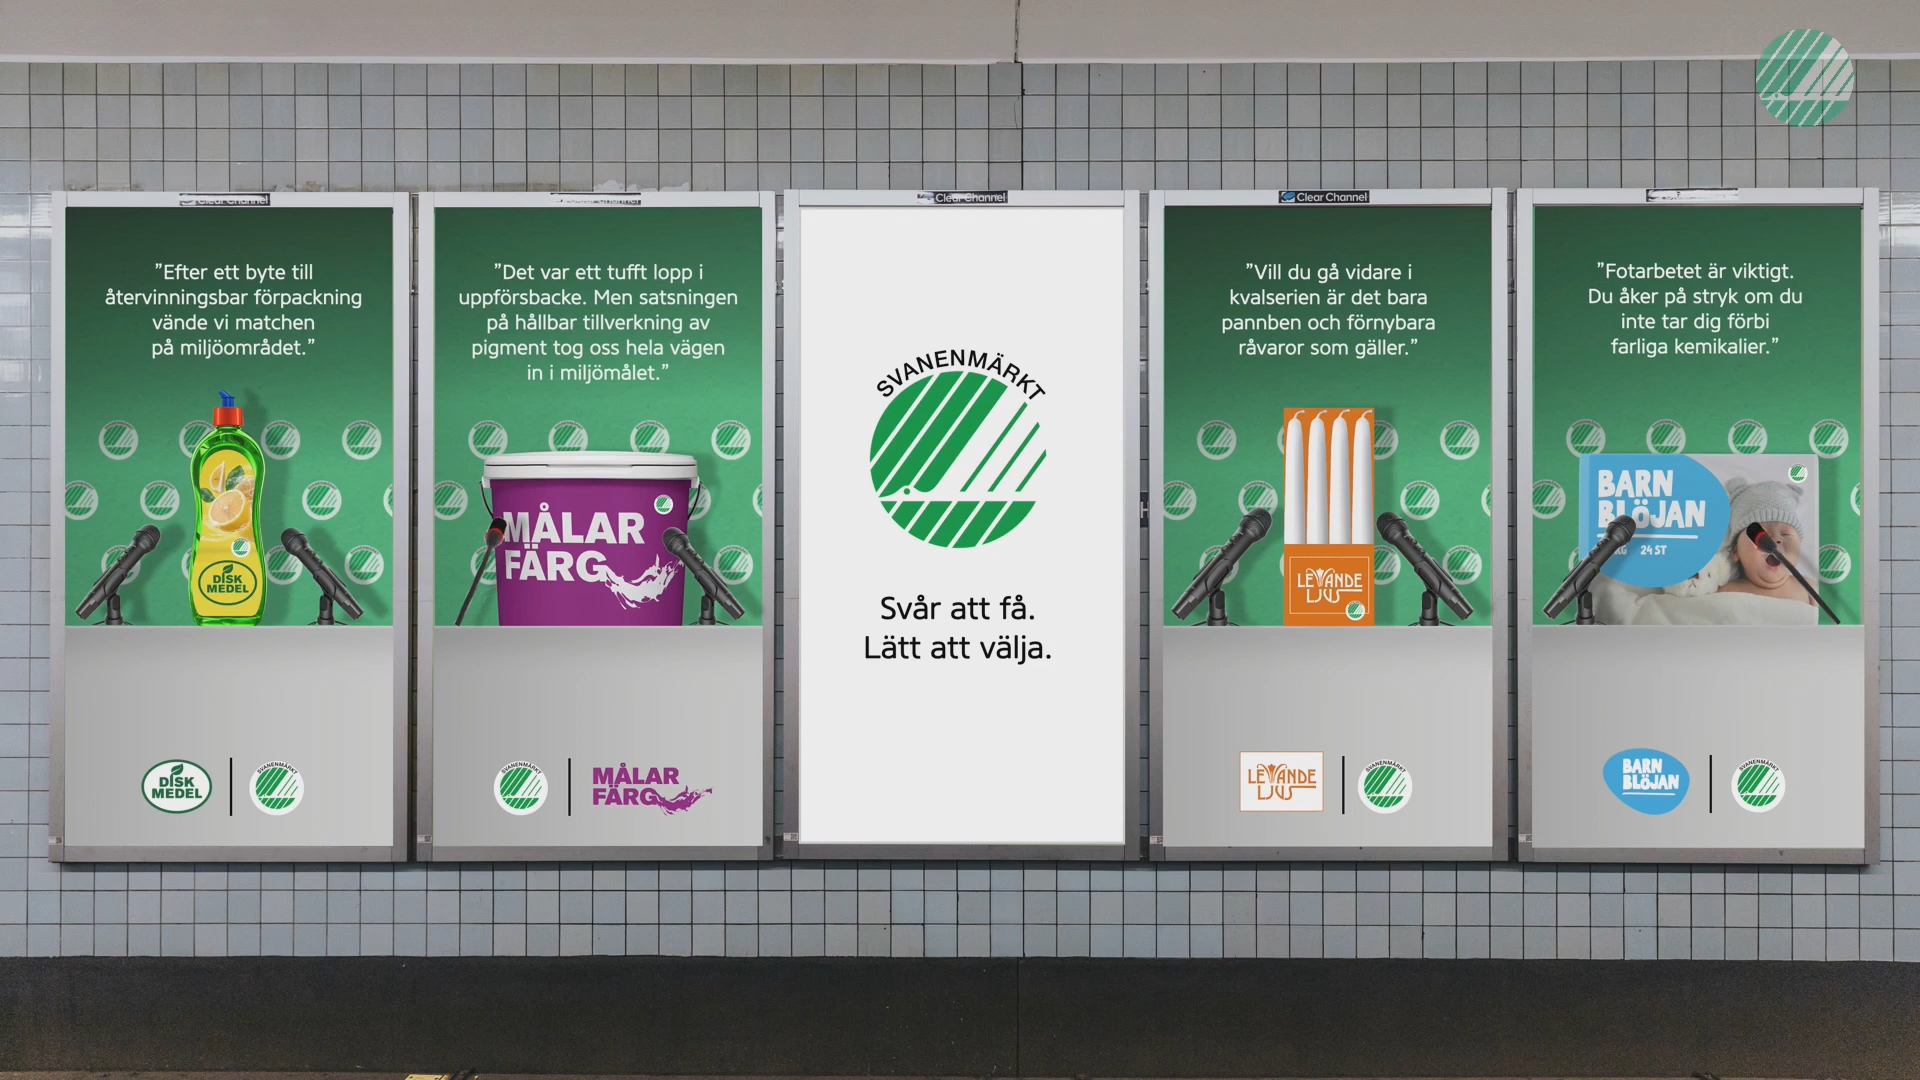 Clear Channel
"Efter ett byte till
återvinningsbar förpackning
vände vi matchen
på miljöområdet."
DISK
MEDEL
DISK
MEDEL
SVANENMÄRKT
"Det var ett tufft lopp i
uppförsbacke. Men satsningen
på hållbar tillverkning av
pigment tog oss hela vägen
in i miljömålet."
MÅLAR
FÄRG
SVANENMÄRKT
MÅLAR
FÄRG
Clear Channel
SVANENMÄRKT
Svår att få.
Lätt att välja.
Clear Channel
"Vill du gå vidare i
kvalserien är det bara
pannben och förnybara
råvaror som gäller."
LEVANDE
LJUS
LEVANDE
LJUS
SVANENMÄRKT
"Fotarbetet är viktigt.
Du åker på stryk om du
inte tar dig förbi
farliga kemikalier."
BARN
BLÖJAN
24 ST
BARN
BLÖJAN
SVANENMÄRKT